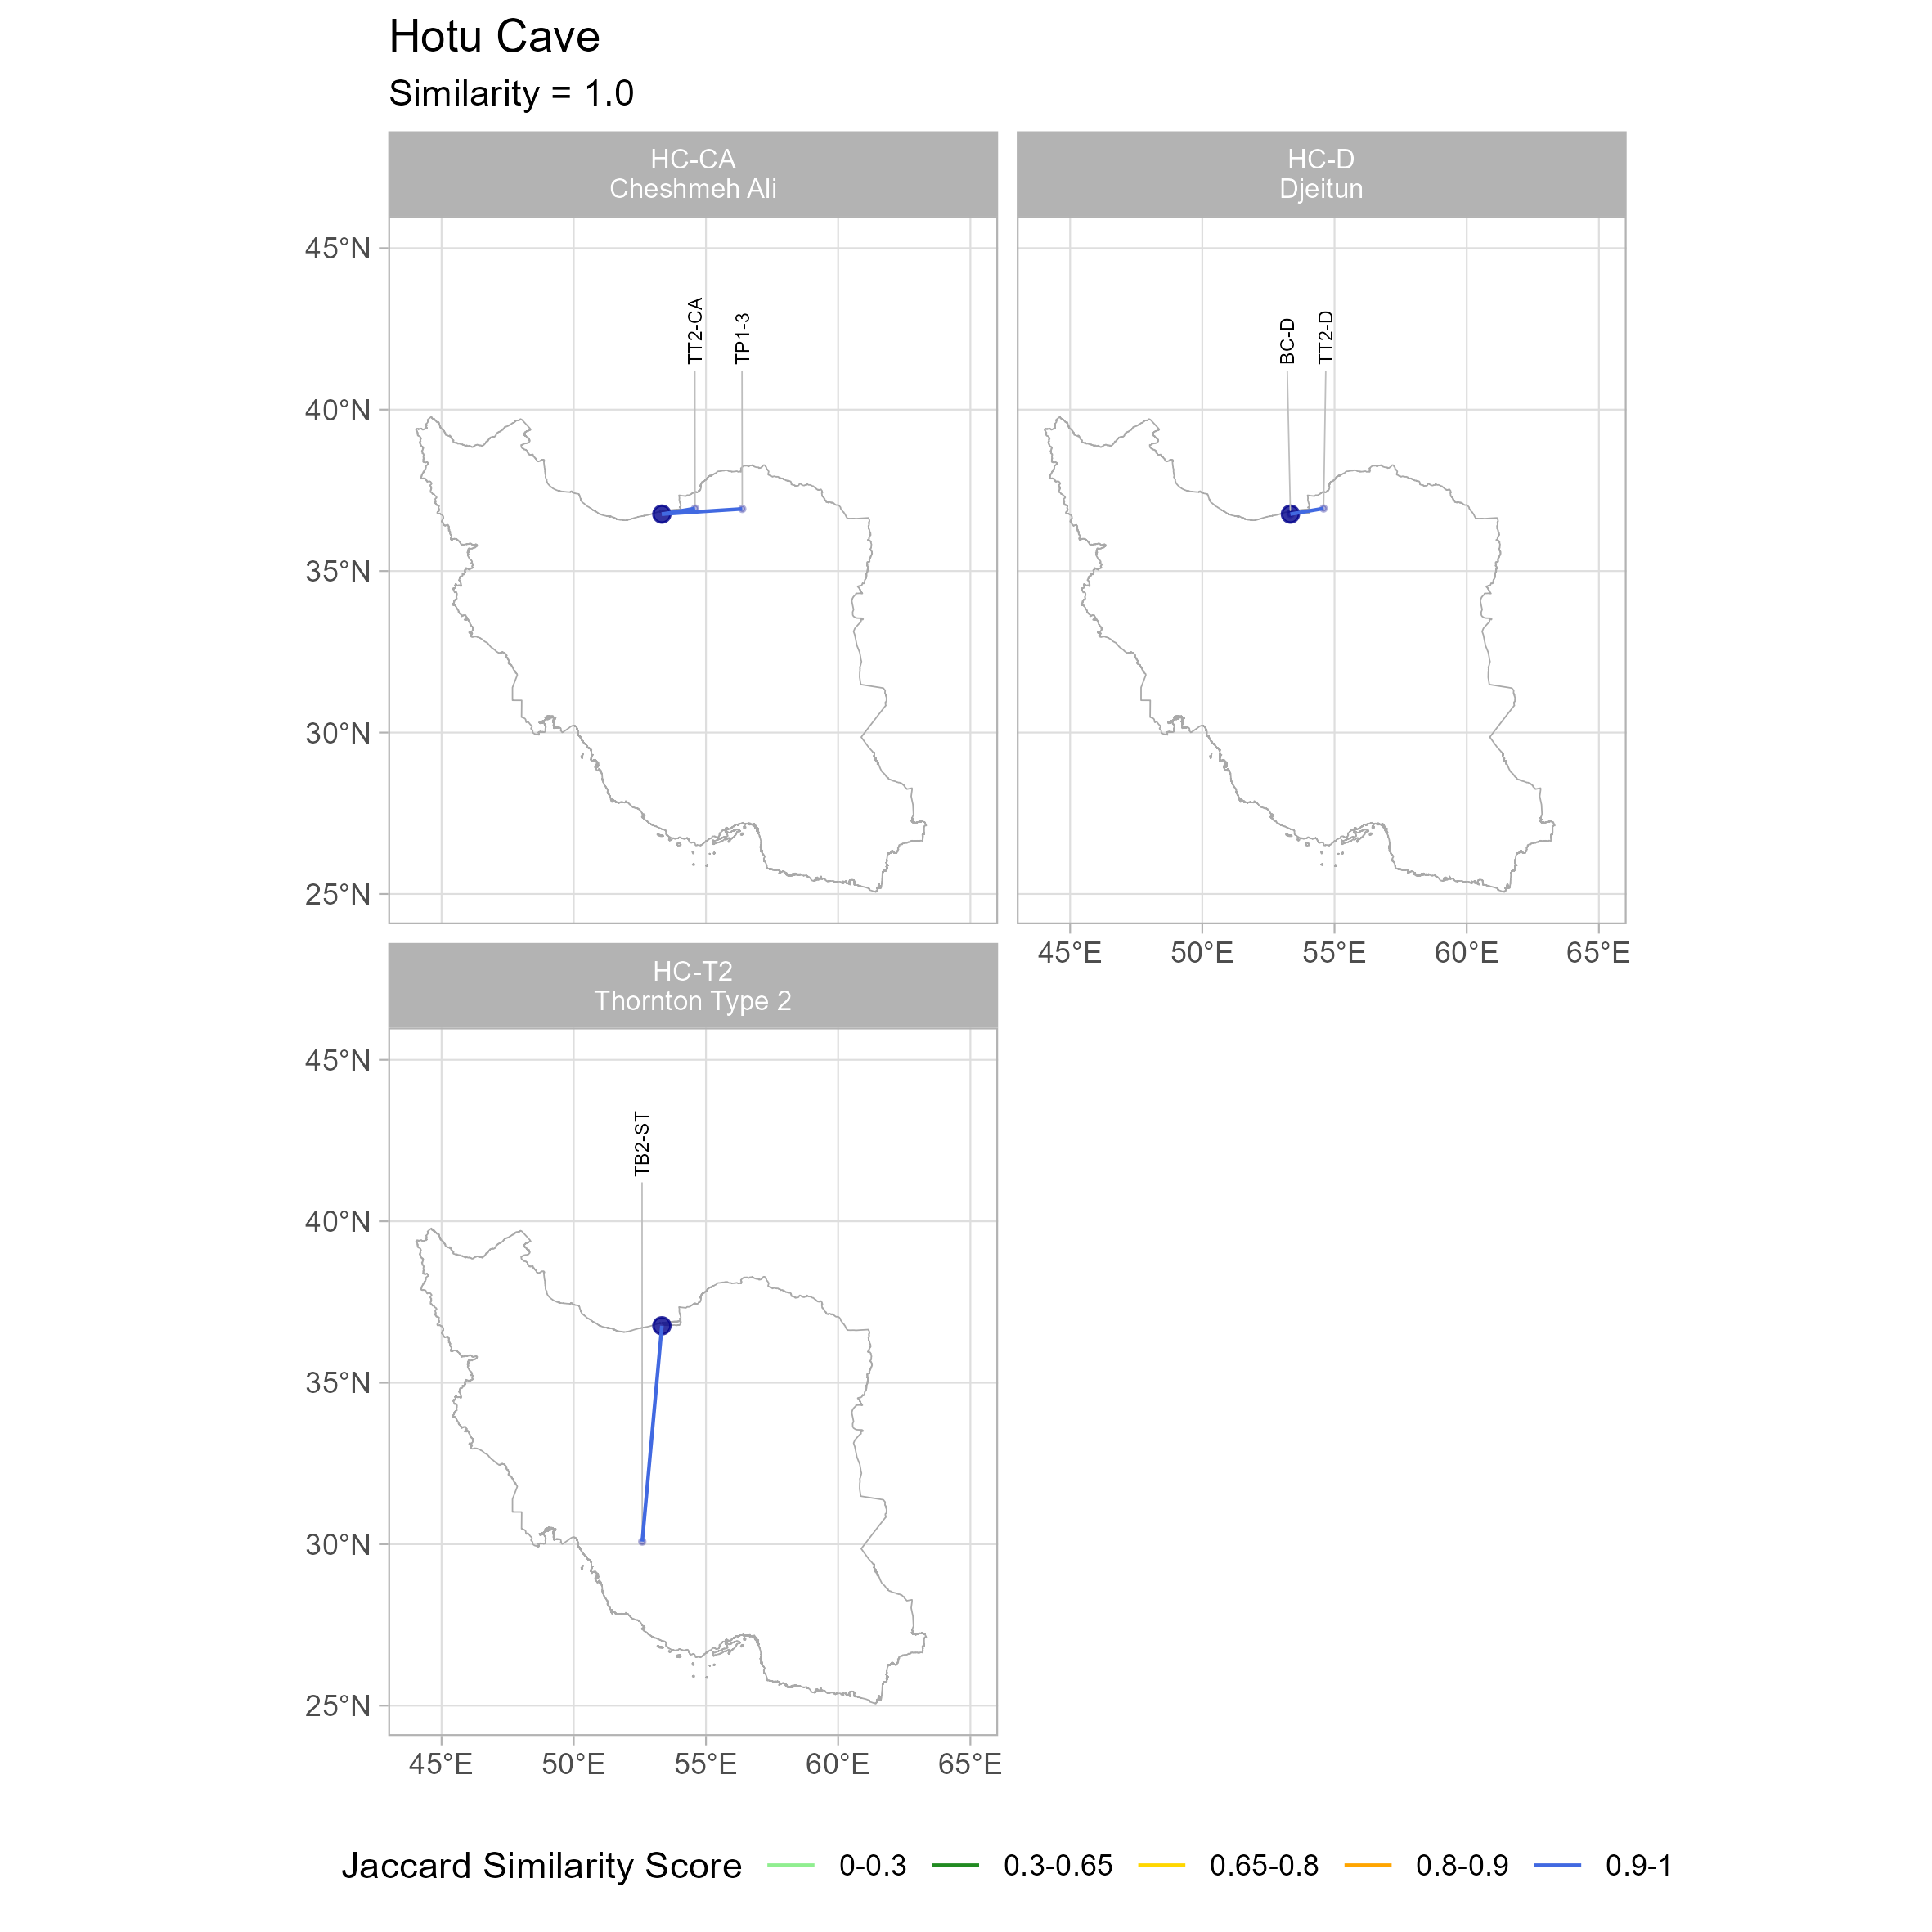 Hotu Cave
Similarity = 1.0
HC-CA
Cheshmeh Ali
HC-D
Djeitun
45°N
40°N
35°N
30°N
25°N
TT2-CA
TP1-3
BC-D
TT2-D
45°E 50°E 55°E 60°E 65°E
HC-T2
Thornton Type 2
45°N
40°N
35°N
30°N
25°N
TB2-ST
45°E 50°E 55°E 60°E 65°E
Jaccard Similarity Score 0-0.3 0.3-0.65 0.65-0.8 0.8-0.9 0.9-1